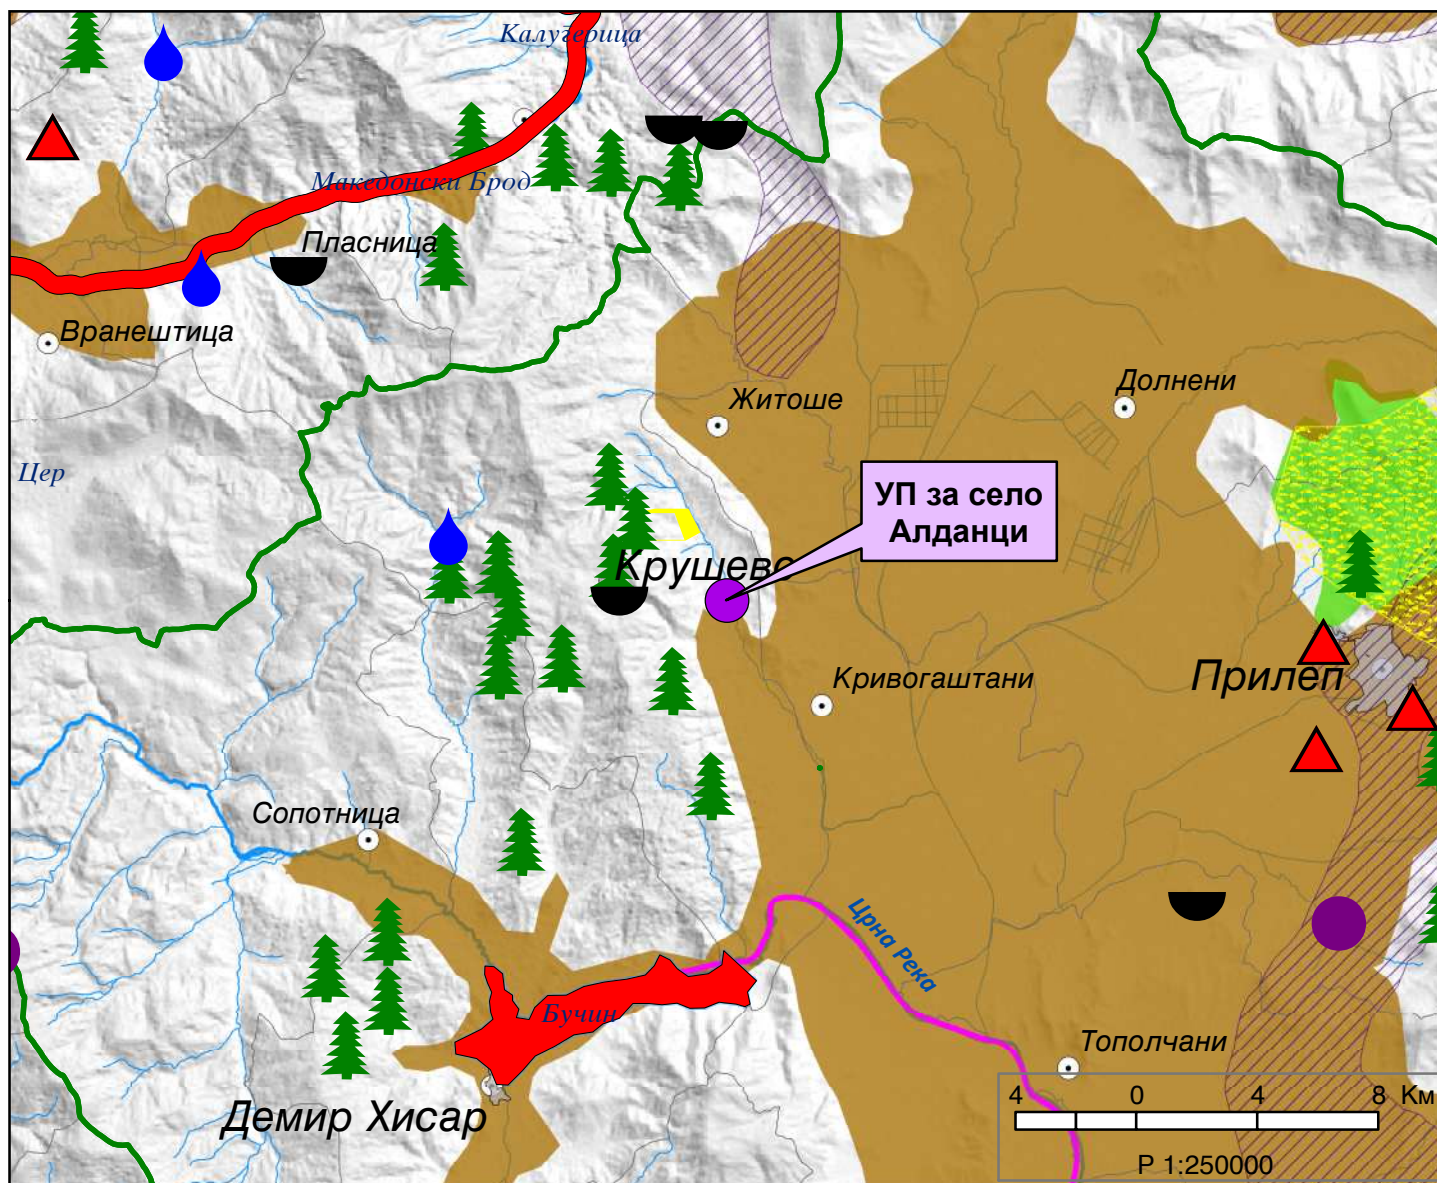 Калуѓерица
Македонски Брод
Пласница
Вранештица
Долнени
Житоше
Цер
УП за село
Алданци
Крушево
Прилеп
Кривогаштани
Сопотница
Црна Река
Бучин
Тополчани
4 0 4 8 Км
Демир Хисар
Р 1:250000